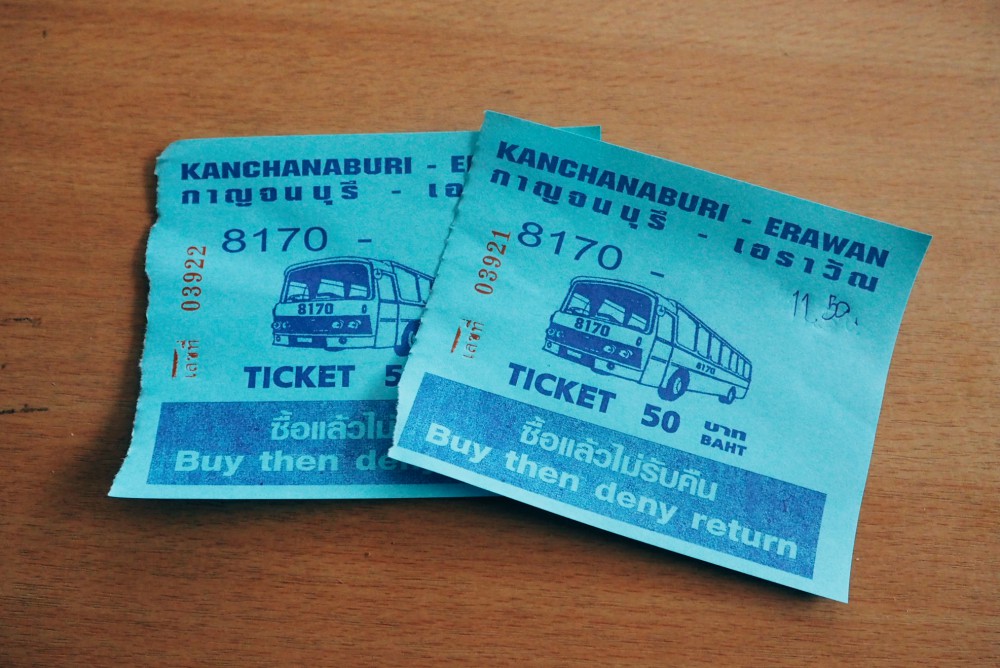 KANCHANABURI - E
กาญจนบุรี - เอ
8170 -
เลขที่ 03922
8170
TICKET 5
ซื้อแล้วไ
Buy then de
KANCHANABURI - ERAWAN
กาญจนบุรี - เอราวัณ
8170 -
11.50
เลขที่ 03921
8170
8170
TICKET 50 บาท
BAHT
ซื้อแล้วไม่รับคืน
Buy then deny return